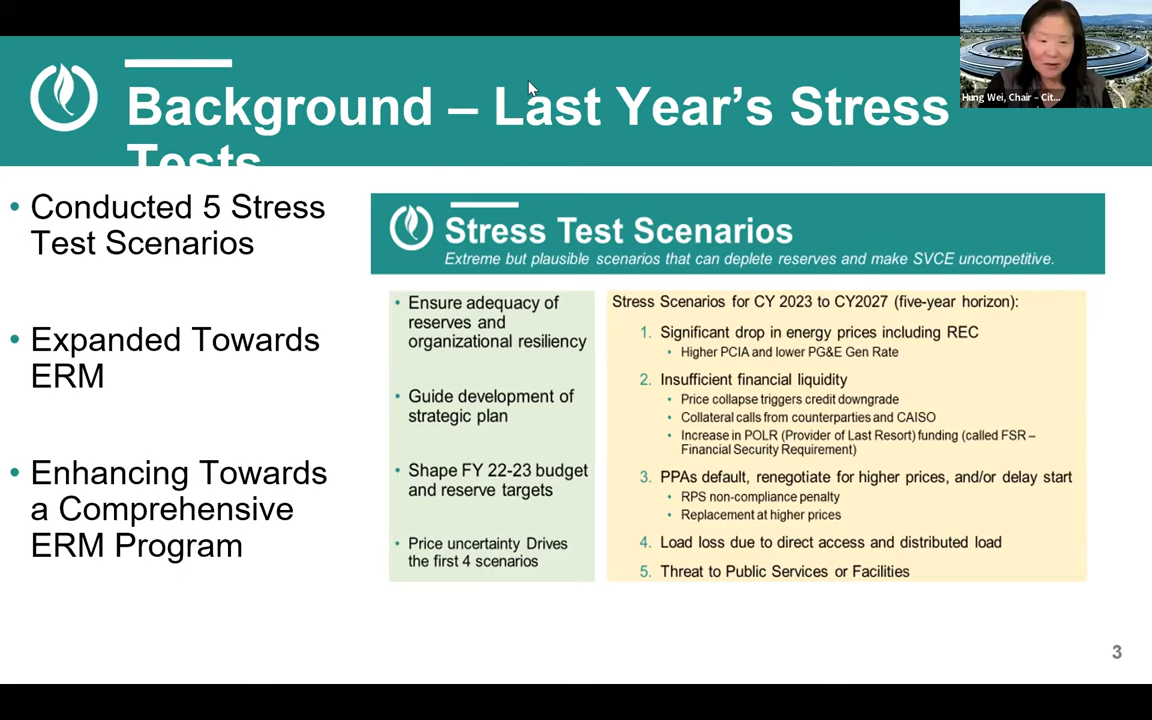 Background – Last Year's Stress
Tests
Hung Wei, Chair – Cit...
• Conducted 5 Stress
Test Scenarios
• Expanded Towards
ERM
• Enhancing Towards
a Comprehensive
ERM Program
Stress Test Scenarios
Extreme but plausible scenarios that can deplete reserves and make SVCE uncompetitive.
• Ensure adequacy of
reserves and
organizational resiliency
• Guide development of
strategic plan
• Shape FY 22-23 budget
and reserve targets
• Price uncertainty Drives
the first 4 scenarios
Stress Scenarios for CY 2023 to CY2027 (five-year horizon):
1. Significant drop in energy prices including REC
• Higher PCIA and lower PG&E Gen Rate
2. Insufficient financial liquidity
• Price collapse triggers credit downgrade
• Collateral calls from counterparties and CAISO
• Increase in POLR (Provider of Last Resort) funding (called FSR –
Financial Security Requirement)
3. PPAs default, renegotiate for higher prices, and/or delay start
• RPS non-compliance penalty
• Replacement at higher prices
4. Load loss due to direct access and distributed load
5. Threat to Public Services or Facilities
3